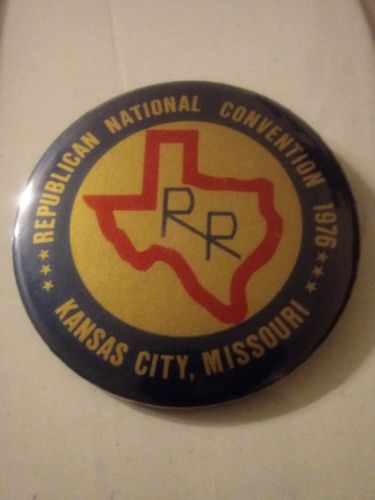 REPUBLICAN NATIONAL CONVENTION 1976
RR
KANSAS CITY, MISSOURI